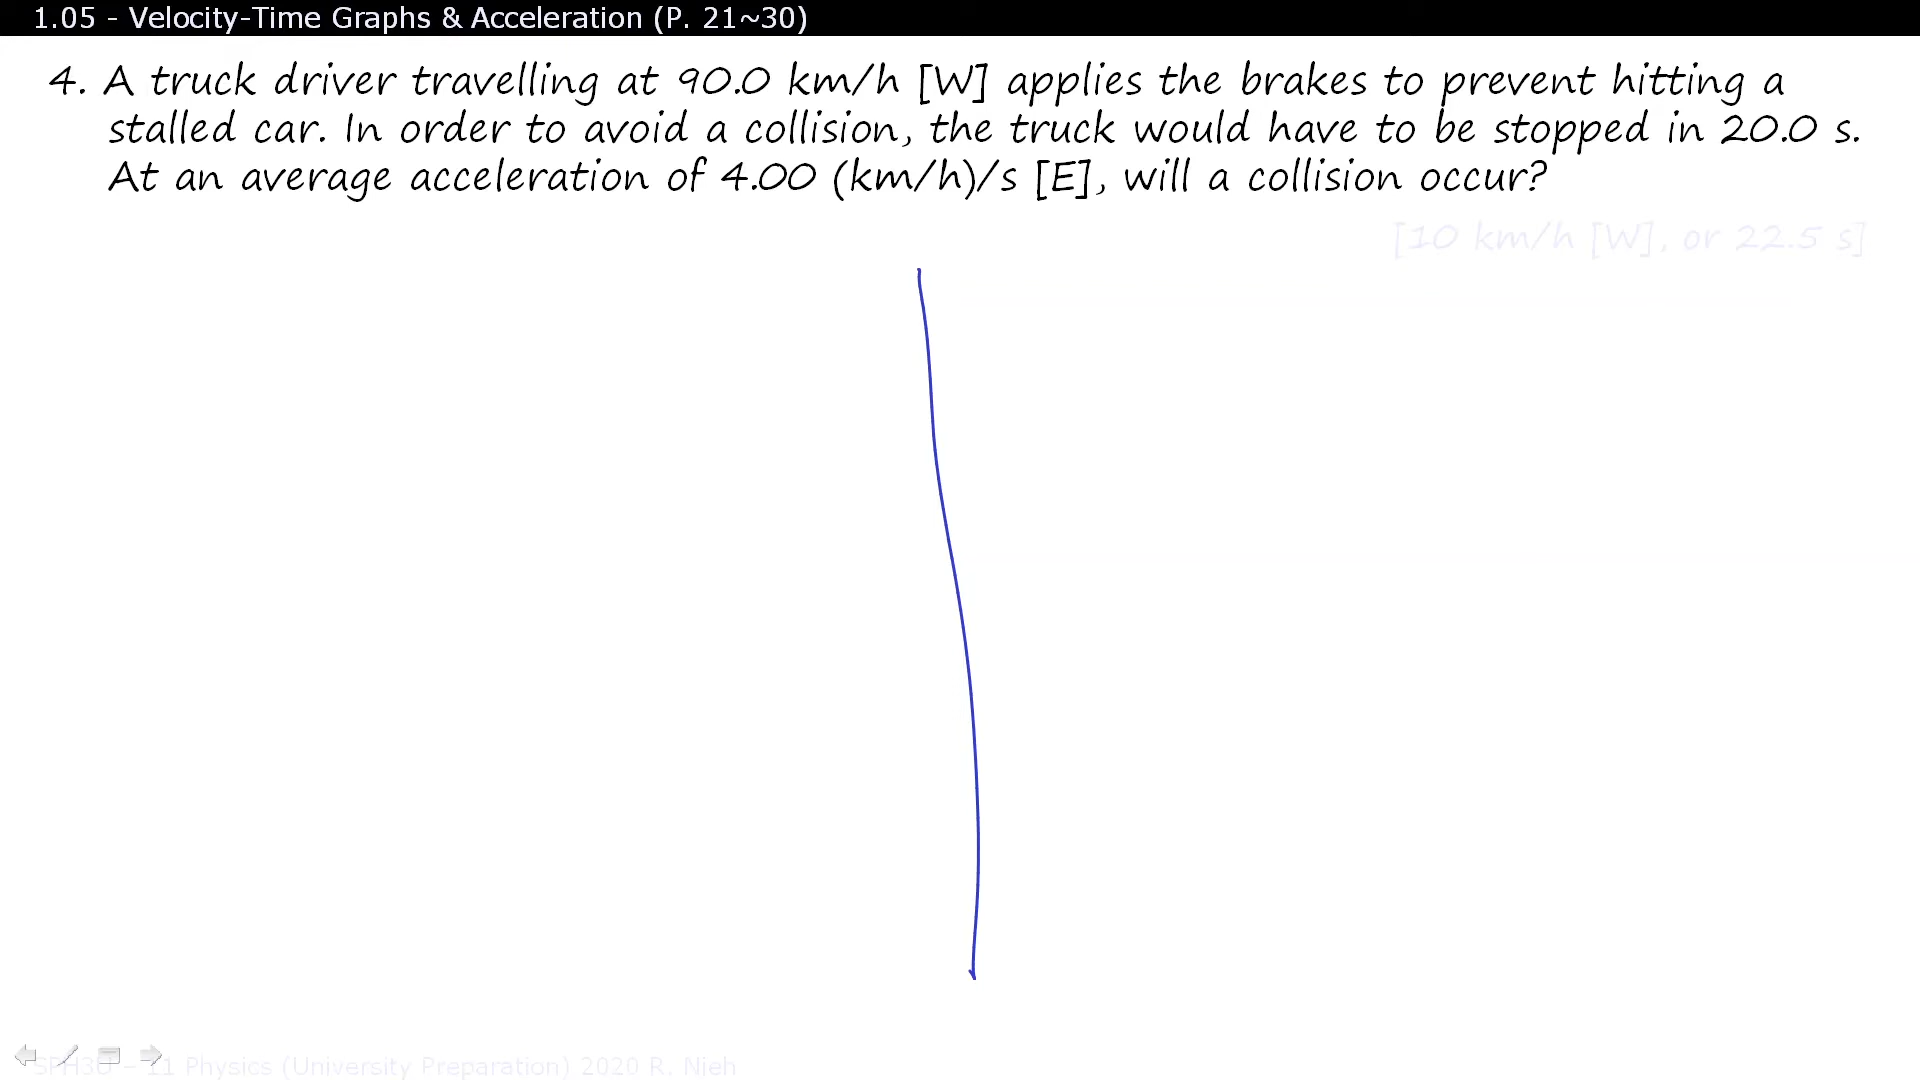 1.05 - Velocity-Time Graphs & Acceleration (P. 21~30)
4. A truck driver travelling at 90.0 km/h [W] applies the brakes to prevent hitting a
stalled car. In order to avoid a collision, the truck would have to be stopped in 20.0 s.
At an average acceleration of 4.00 (km/h)/s [E], will a collision occur?
[10 km/h [W], or 22.5 s]
SPH3U – 11 Physics (University Preparation) 2020 R. Nieh